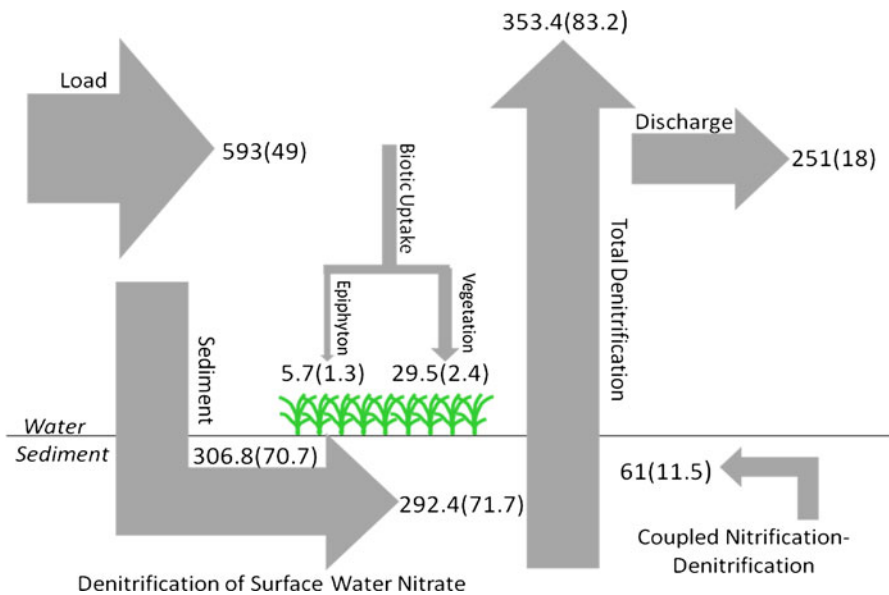 353.4(83.2)
Load
Discharge
593(49)
251(18)
Biotic Uptake
Total Denitrification
Sediment
Epiphyton
Vegetation
5.7(1.3)
29.5(2.4)
Water
Sediment
306.8(70.7)
61(11.5)
292.4(71.7)
Coupled Nitrification-
Denitrification
Denitrification of Surface Water Nitrate